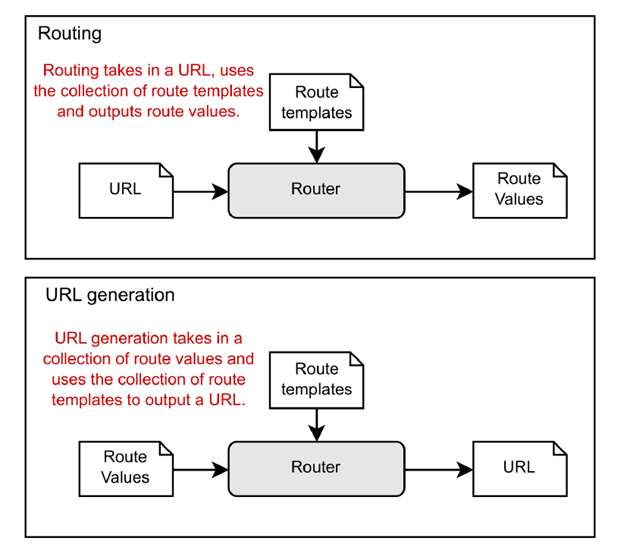 Routing
Routing takes in a URL, uses
the collection of route templates
and outputs route values.
Route
templates
URL
Router
Route
Values
URL generation
URL generation takes in a
collection of route values and
uses the collection of route
templates to output a URL.
Route
templates
Route
Values
Router
URL